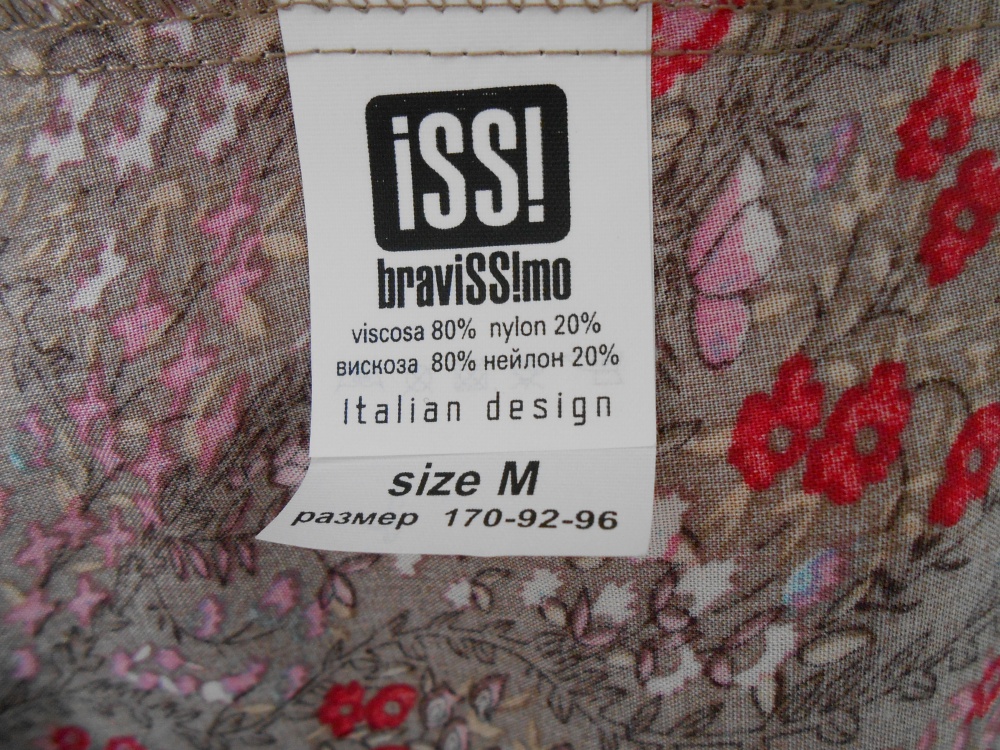 iSS!
braviSS!mo
viscosa 80% nylon 20%
вискоза 80% нейлон 20%
Italian design
size M
размер 170-92-96